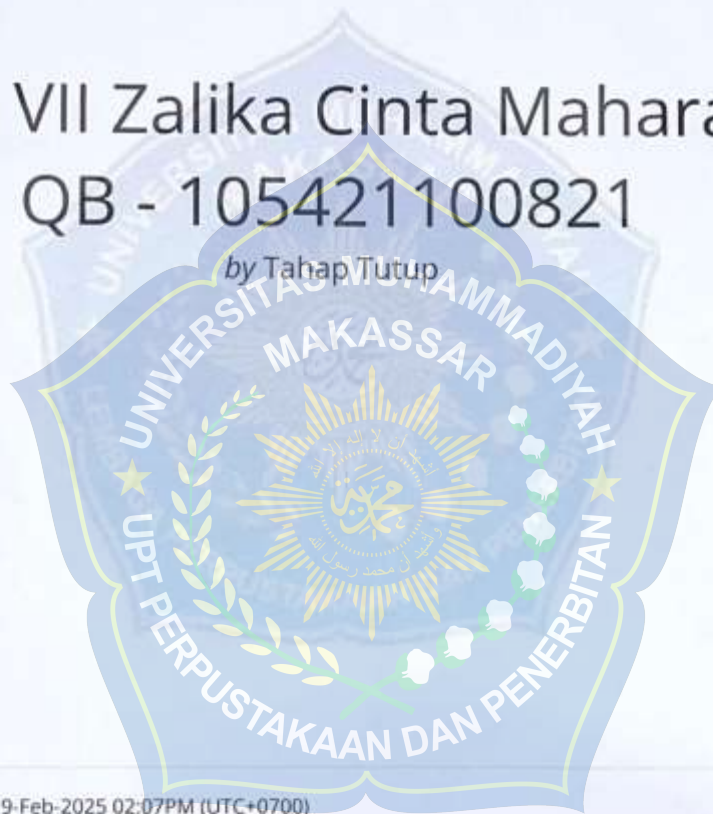 VII Zalika Cinta Mahara
QB - 105421100821
by Tahap Tutup
UNIVERSITAS MUHAMMADIYAH
MAKASSAR
UPT PERPUSTAKAAN DAN PENERBITAN
9-Feb-2025 02:07PM (UTC+0700)